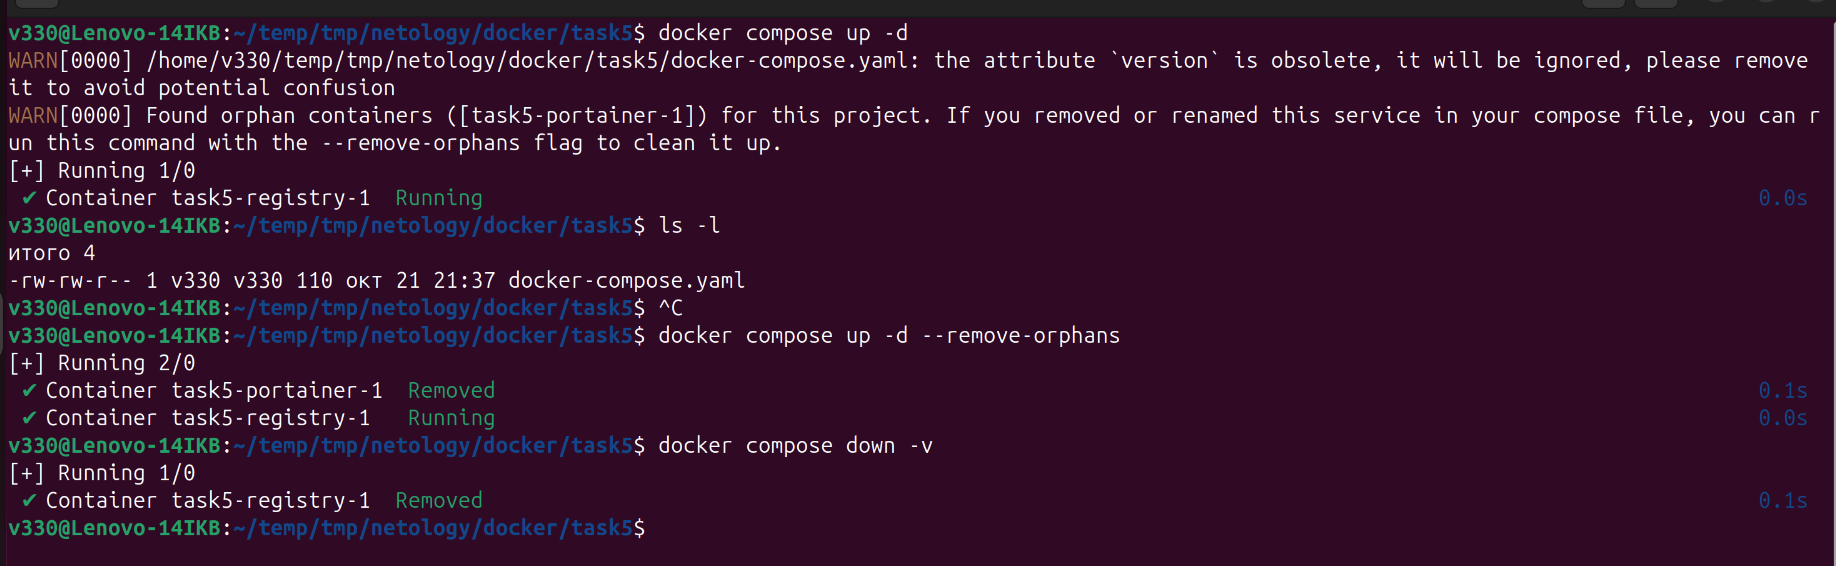 v330@Lenovo-14IKB:~/temp/tmp/netology/docker/task5$ docker compose up -d
WARN[0000] /home/v330/temp/tmp/netology/docker/task5/docker-compose.yaml: the attribute `version` is obsolete, it will be ignored, please remove
it to avoid potential confusion
WARN[0000] Found orphan containers ([task5-portainer-1]) for this project. If you removed or renamed this service in your compose file, you can r
un this command with the --remove-orphans flag to clean it up.
[+] Running 1/0
✔ Container task5-registry-1 Running 0.0s
v330@Lenovo-14IKB:~/temp/tmp/netology/docker/task5$ ls -l
итого 4
-rw-rw-r-- 1 v330 v330 110 окт 21 21:37 docker-compose.yaml
v330@Lenovo-14IKB:~/temp/tmp/netology/docker/task5$ ^C
v330@Lenovo-14IKB:~/temp/tmp/netology/docker/task5$ docker compose up -d --remove-orphans
[+] Running 2/0
✔ Container task5-portainer-1 Removed 0.1s
✔ Container task5-registry-1 Running 0.0s
v330@Lenovo-14IKB:~/temp/tmp/netology/docker/task5$ docker compose down -v
[+] Running 1/0
✔ Container task5-registry-1 Removed 0.1s
v330@Lenovo-14IKB:~/temp/tmp/netology/docker/task5$